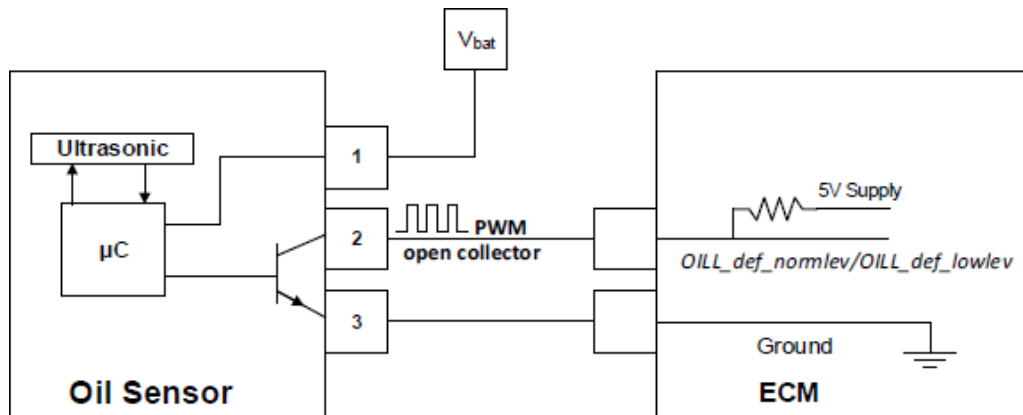 Vbat
Ultrasonic
µC
1
2
3
PWM
open collector
5V Supply
OILL_def_normlev/OILL_def_lowlev
Ground
Oil Sensor
ECM